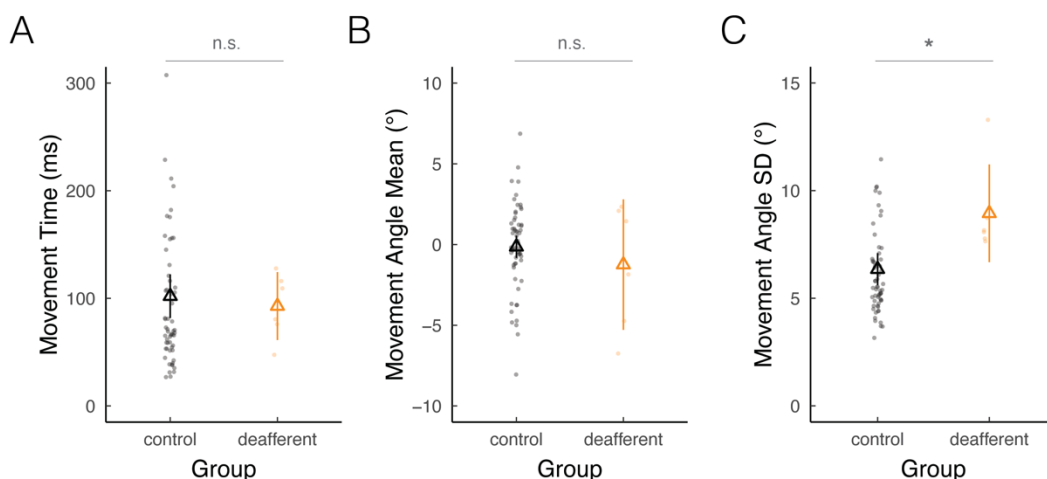 A
n.s.
Movement Time (ms)
300
200
100
0
control deafferent
Group
B
n.s.
Movement Angle Mean (°)
10
5
0
−5
−10
control deafferent
Group
C
*
Movement Angle SD (°)
15
10
5
0
control deafferent
Group